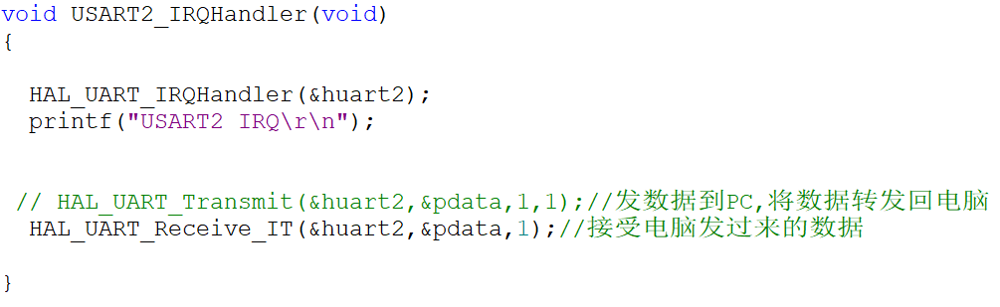 void USART2_IRQHandler(void)
{
HAL_UART_IRQHandler(&huart2);
printf("USART2 IRQ\r\n");
// HAL_UART_Transmit(&huart2,&pdata,1,1);//发数据到PC,将数据转发回电脑
HAL_UART_Receive_IT(&huart2,&pdata,1);//接受电脑发过来的数据
}